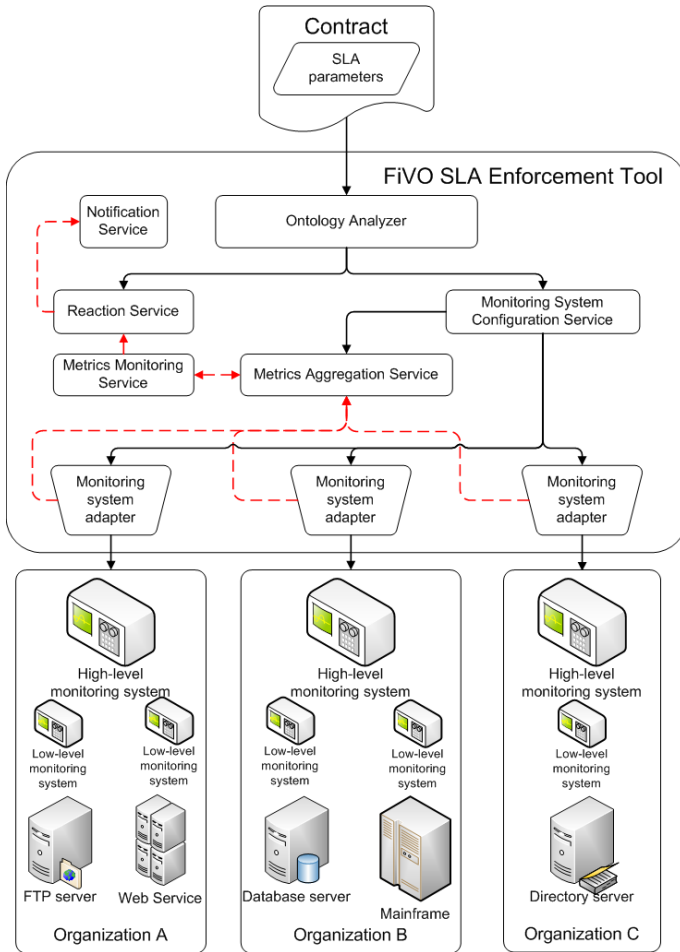 Contract
SLA
parameters
FiVO SLA Enforcement Tool
Notification
Service
Ontology Analyzer
Reaction Service
Monitoring System
Configuration Service
Metrics Monitoring
Service
Metrics Aggregation Service
Monitoring
system
adapter
Monitoring
system
adapter
Monitoring
system
adapter
High-level
monitoring system
Low-level
monitoring
system
Low-level
monitoring
system
FTP server
Web Service
Organization A
High-level
monitoring system
Low-level
monitoring
system
Low-level
monitoring
system
Database server
Mainframe
Organization B
High-level
monitoring system
Low-level
monitoring
system
Directory server
Organization C